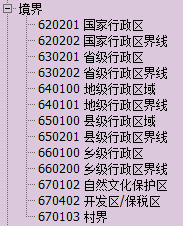 境界
620201 国家行政区
620202 国家行政区界线
630201 省级行政区
630202 省级行政区界线
640100 地级行政区域
640101 地级行政区界线
650100 县级行政区域
650201 县级行政区界线
660100 乡级行政区
660200 乡级行政区界线
670102 自然文化保护区
670402 开发区/保税区
670103 村界